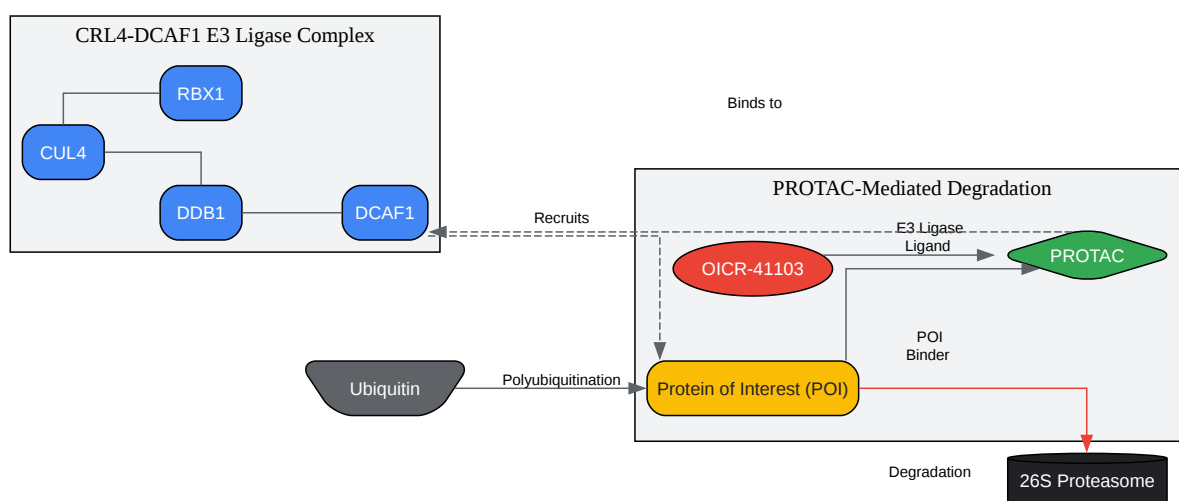 CRL4-DCAF1 E3 Ligase Complex
RBX1
Binds to
CUL4
PROTAC-Mediated Degradation
DDB1
DCAF1
Recruits
E3 Ligase
Ligand
OICR-41103
PROTAC
POI
Binder
Ubiquitin
Polyubiquitination
Protein of Interest (POI)
Degradation
26S Proteasome